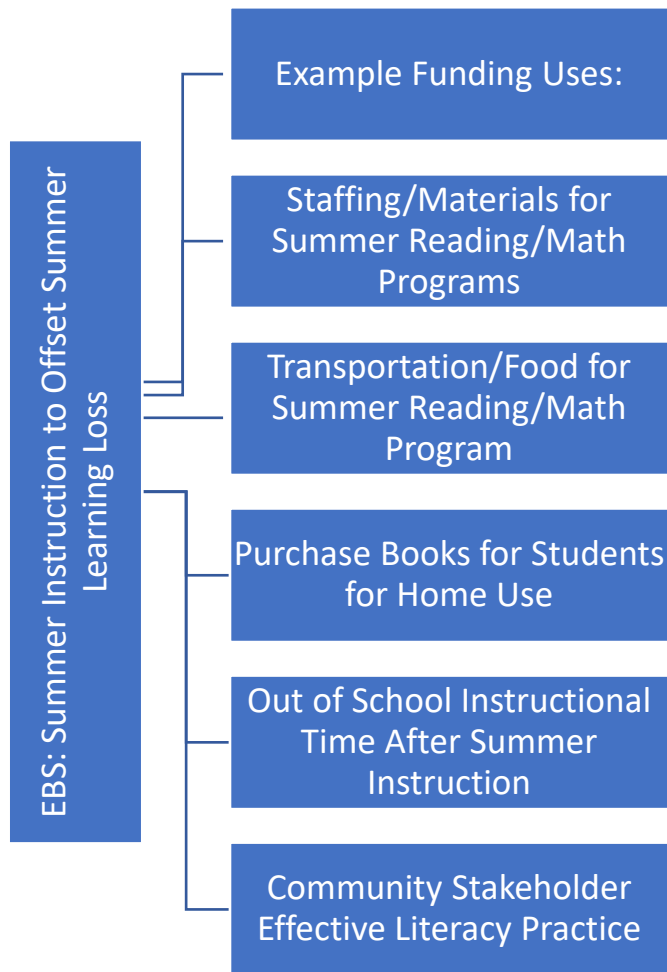 EBS: Summer Instruction to Offset Summer
Learning Loss
Example Funding Uses:
Staffing/Materials for
Summer Reading/Math
Programs
Transportation/Food for
Summer Reading/Math
Program
Purchase Books for Students
for Home Use
Out of School Instructional
Time After Summer
Instruction
Community Stakeholder
Effective Literacy Practice